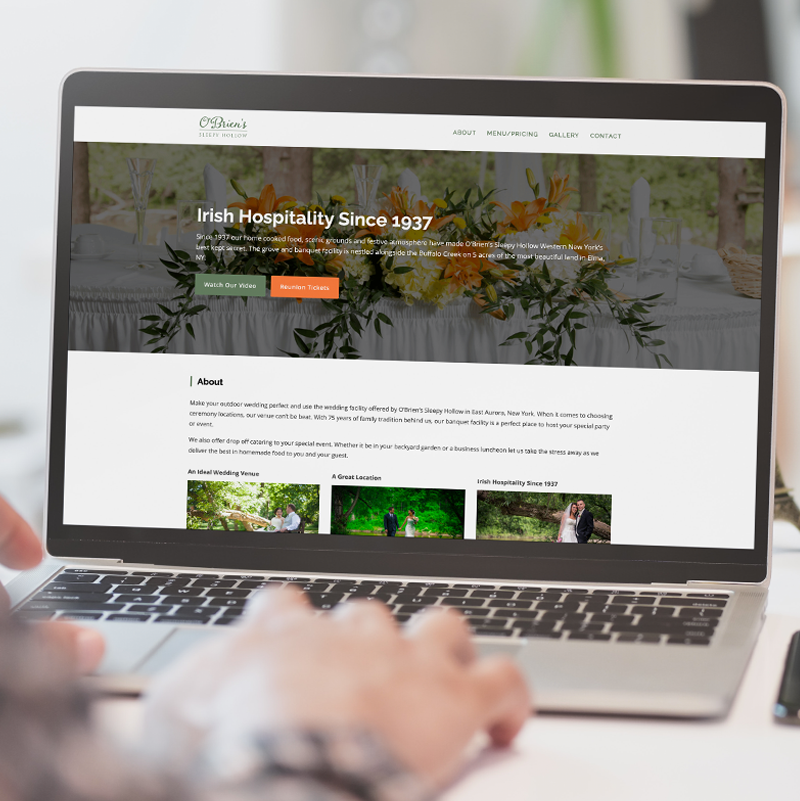 O'Brien's
SLEEPY HOLLOW
ABOUT MENU/PRICING GALLERY CONTACT
Irish Hospitality Since 1937
Since 1937 our home cooked food, scenic grounds and festive atmosphere have made O'Brien's Sleepy Hollow Western New York's
best kept secret. The grove and banquet facility is nestled alongside the Buffalo Creek on 5 acres of the most beautiful land in Elma,
NY.
Watch Our Video Reunion Tickets
About
Make your outdoor wedding perfect and use the wedding facility offered by O'Brien's Sleepy Hollow in East Aurora, New York. When it comes to choosing
ceremony locations, our venue can't be beat. With 75 years of family tradition behind us, our banquet facility is a perfect place to host your special party
or event.
We also offer drop off catering to your special event. Whether it be in your backyard garden or a business luncheon let us take the stress away as we
deliver the best in homemade food to you and your guest.
An Ideal Wedding Venue A Great Location Irish Hospitality Since 1937